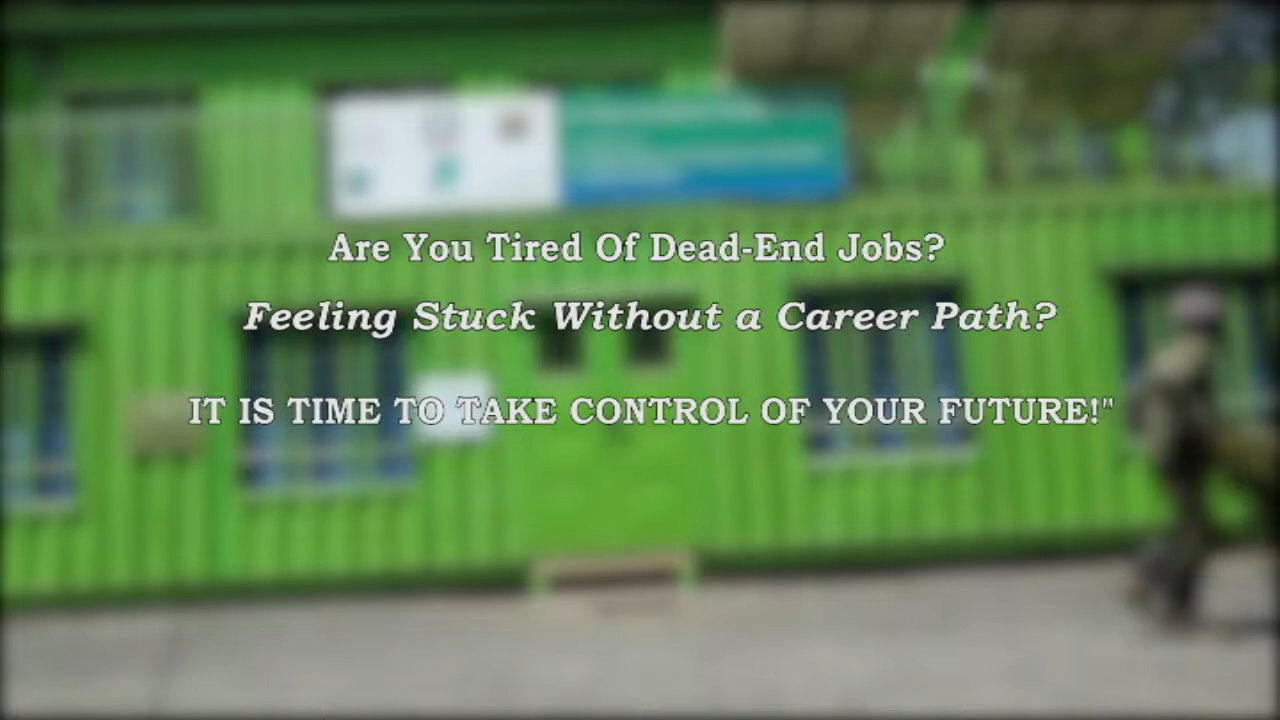 Are You Tired Of Dead-End Jobs?
Feeling Stuck Without a Career Path?
IT IS TIME TO TAKE CONTROL OF YOUR FUTURE!"